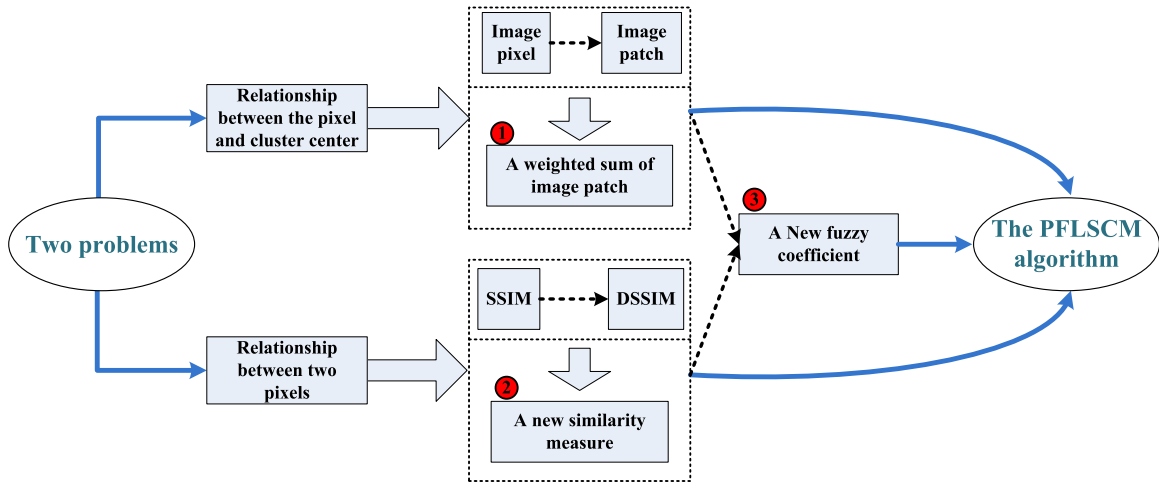 Two problems
Relationship
between the pixel
and cluster center
Image
pixel
Image
patch
1
A weighted sum of
image patch
Relationship
between two
pixels
SSIM
DSSIM
2
A new similarity
measure
3
A New fuzzy
coefficient
The PFLSCM
algorithm